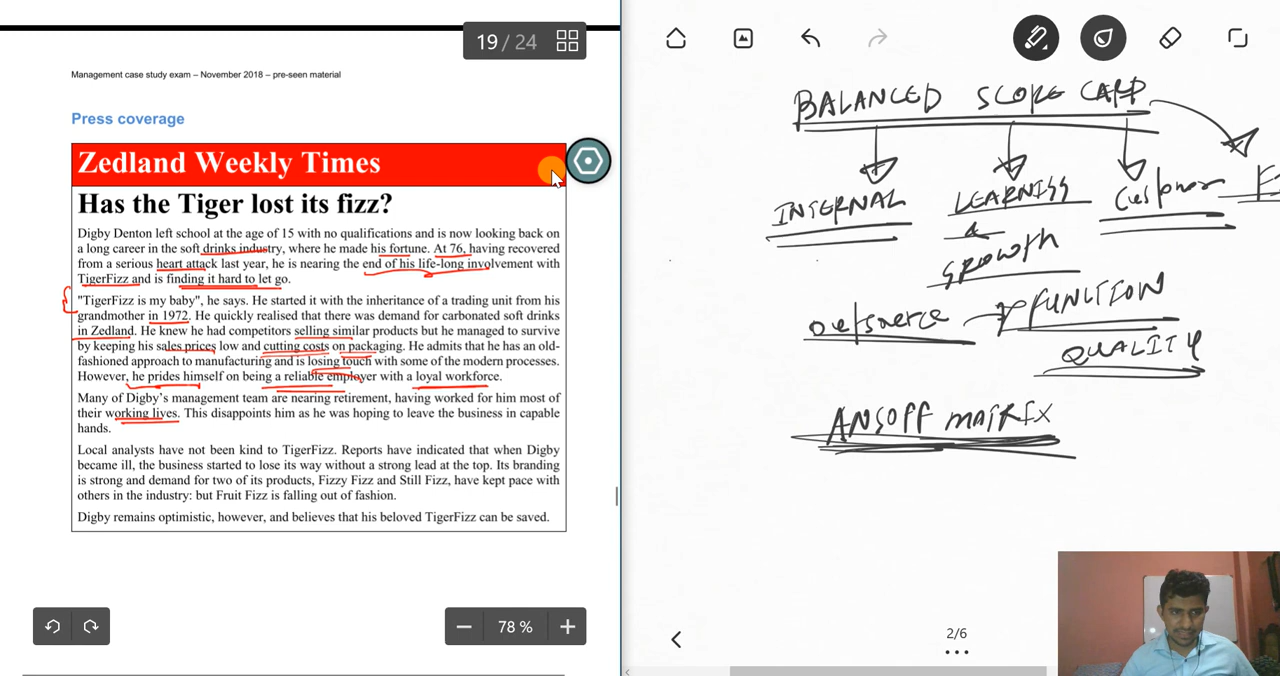 19 / 24
Management case study exam – November 2018 – pre-seen material
Press coverage
Zedland Weekly Times
Has the Tiger lost its fizz?
Digby Denton left school at the age of 15 with no qualifications and is now looking back on
a long career in the soft drinks industry, where he made his fortune. At 76, having recovered
from a serious heart attack last year, he is nearing the end of his life-long involvement with
TigerFizz and is finding it hard to let go.
"TigerFizz is my baby", he says. He started it with the inheritance of a trading unit from his
grandmother in 1972. He quickly realised that there was demand for carbonated soft drinks
in Zedland. He knew he had competitors selling similar products but he managed to survive
by keeping his sales prices low and cutting costs on packaging. He admits that he has an old-
fashioned approach to manufacturing and is losing touch with some of the modern processes.
However, he prides himself on being a reliable employer with a loyal workforce.
Many of Digby's management team are nearing retirement, having worked for him most of
their working lives. This disappoints him as he was hoping to leave the business in capable
hands.
Local analysts have not been kind to TigerFizz. Reports have indicated that when Digby
became ill, the business started to lose its way without a strong lead at the top. Its branding
is strong and demand for two of its products, Fizzy Fizz and Still Fizz, have kept pace with
others in the industry: but Fruit Fizz is falling out of fashion.
Digby remains optimistic, however, and believes that his beloved TigerFizz can be saved.
78 %
BALANCED SCORE CARD
INTERNAL
LEARNING
&
growth
Customer
outsource
FUNCTION
QUALITY
ANSOFF MATRIX
2/6